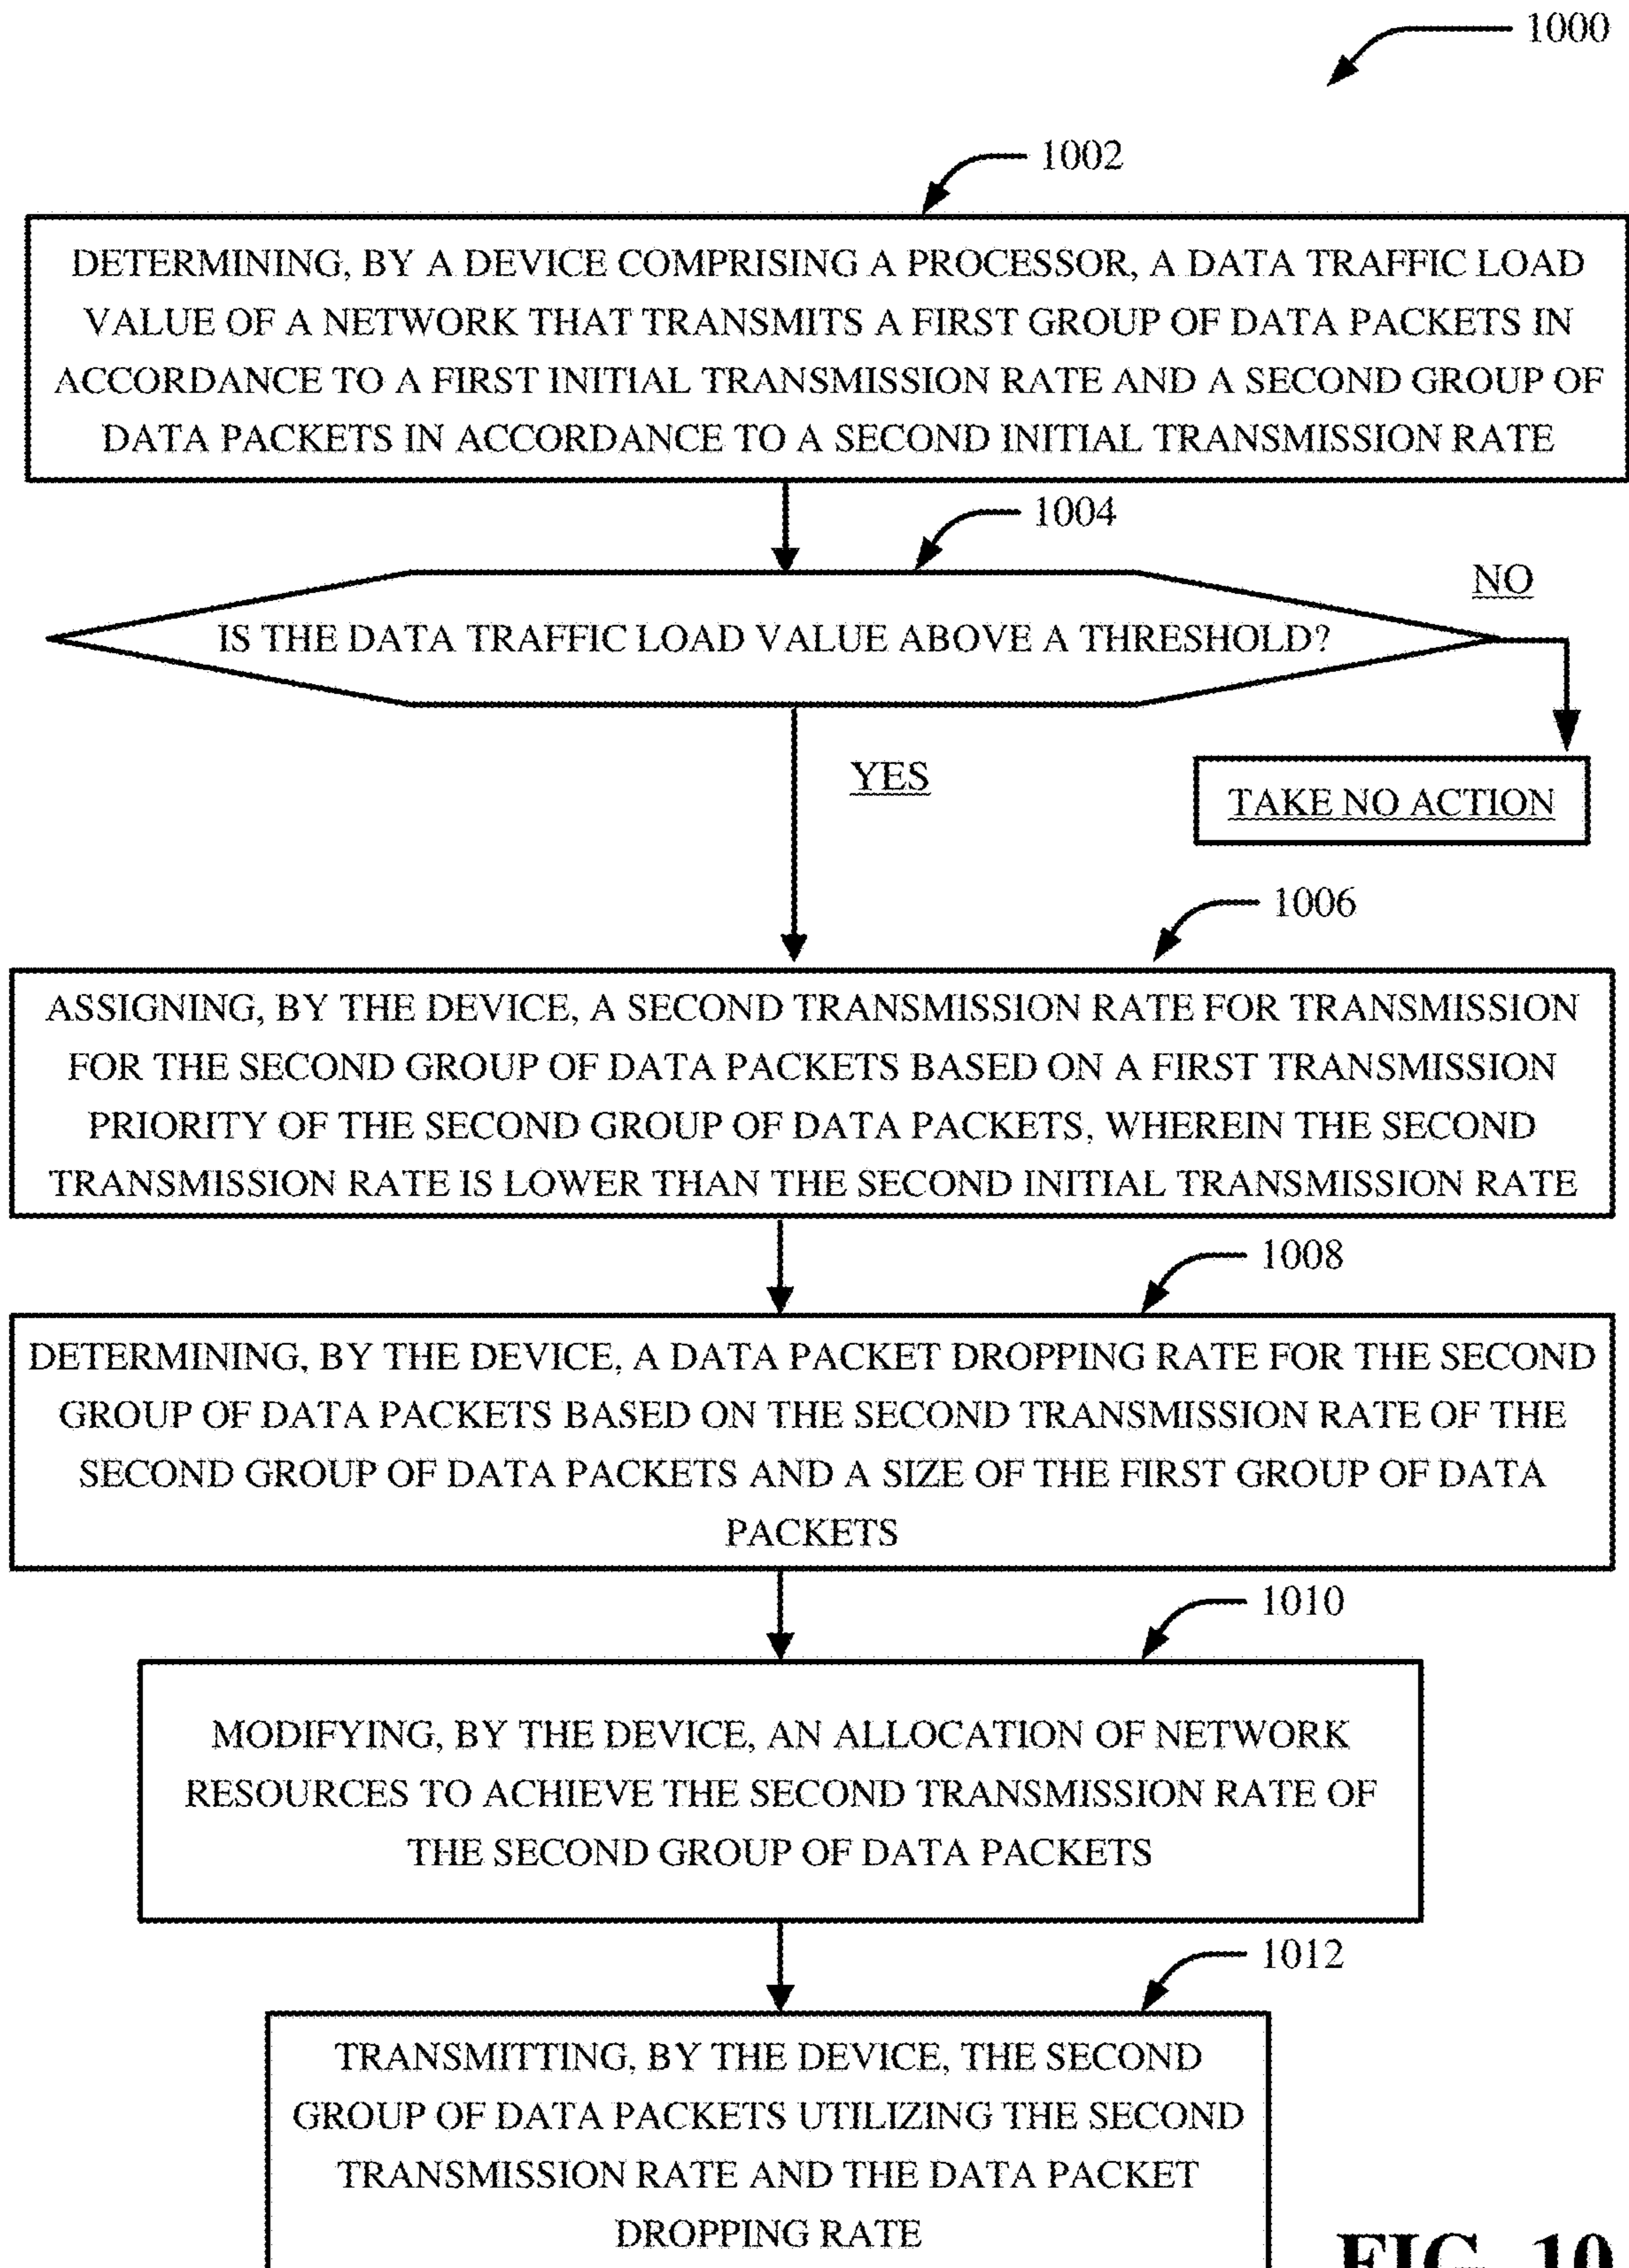 1000
1002
DETERMINING, BY A DEVICE COMPRISING A PROCESSOR, A DATA TRAFFIC LOAD
VALUE OF A NETWORK THAT TRANSMITS A FIRST GROUP OF DATA PACKETS IN
ACCORDANCE TO A FIRST INITIAL TRANSMISSION RATE AND A SECOND GROUP OF
DATA PACKETS IN ACCORDANCE TO A SECOND INITIAL TRANSMISSION RATE
1004
NO
IS THE DATA TRAFFIC LOAD VALUE ABOVE A THRESHOLD?
YES
TAKE NO ACTION
1006
ASSIGNING, BY THE DEVICE, A SECOND TRANSMISSION RATE FOR TRANSMISSION
FOR THE SECOND GROUP OF DATA PACKETS BASED ON A FIRST TRANSMISSION
PRIORITY OF THE SECOND GROUP OF DATA PACKETS, WHEREIN THE SECOND
TRANSMISSION RATE IS LOWER THAN THE SECOND INITIAL TRANSMISSION RATE
1008
DETERMINING, BY THE DEVICE, A DATA PACKET DROPPING RATE FOR THE SECOND
GROUP OF DATA PACKETS BASED ON THE SECOND TRANSMISSION RATE OF THE
SECOND GROUP OF DATA PACKETS AND A SIZE OF THE FIRST GROUP OF DATA
PACKETS
1010
MODIFYING, BY THE DEVICE, AN ALLOCATION OF NETWORK
RESOURCES TO ACHIEVE THE SECOND TRANSMISSION RATE OF
THE SECOND GROUP OF DATA PACKETS
1012
TRANSMITTING, BY THE DEVICE, THE SECOND
GROUP OF DATA PACKETS UTILIZING THE SECOND
TRANSMISSION RATE AND THE DATA PACKET
DROPPING RATE
FIG. 10